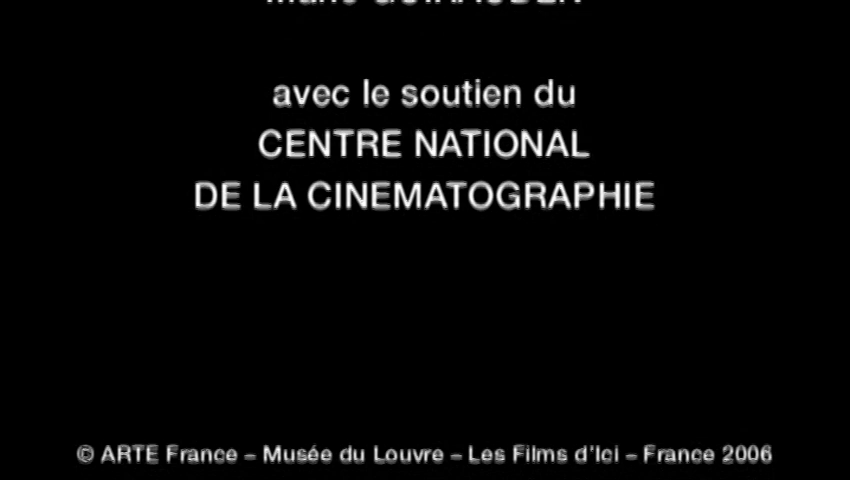 avec le soutien du
CENTRE NATIONAL
DE LA CINEMATOGRAPHIE
© ARTE France – Musée du Louvre – Les Films d'Ici – France 2006